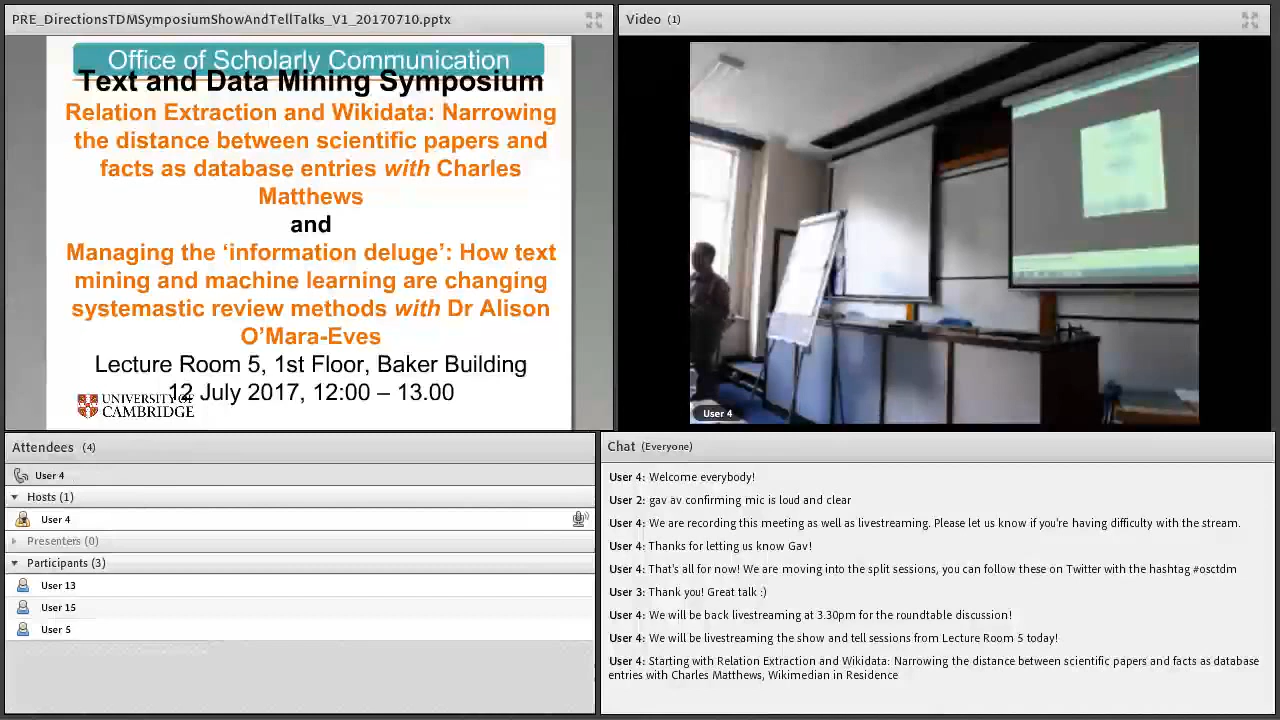 PRE_DirectionsTDMSymposiumShowAndTellTalks_V1_20170710.pptx
Office of Scholarly Communication
Text and Data Mining Symposium
Relation Extraction and Wikidata: Narrowing
the distance between scientific papers and
facts as database entries with Charles
Matthews
and
Managing the ‘information deluge’: How text
mining and machine learning are changing
systemastic review methods with Dr Alison
O’Mara-Eves
Lecture Room 5, 1st Floor, Baker Building
12 July 2017, 12:00 – 13.00
UNIVERSITY OF
CAMBRIDGE
Video (1)
User 4
Attendees (4)
User 4
Hosts (1)
User 4
Presenters (0)
Participants (3)
User 13
User 15
User 5
Chat (Everyone)
User 4: Welcome everybody!
User 2: gav av confirming mic is loud and clear
User 4: We are recording this meeting as well as livestreaming. Please let us know if you're having difficulty with the stream.
User 4: Thanks for letting us know Gav!
User 4: That's all for now! We are moving into the split sessions, you can follow these on Twitter with the hashtag #osctdm
User 3: Thank you! Great talk :)
User 4: We will be back livestreaming at 3.30pm for the roundtable discussion!
User 4: We will be livestreaming the show and tell sessions from Lecture Room 5 today!
User 4: Starting with Relation Extraction and Wikidata: Narrowing the distance between scientific papers and facts as database
entries with Charles Matthews, Wikimedian in Residence